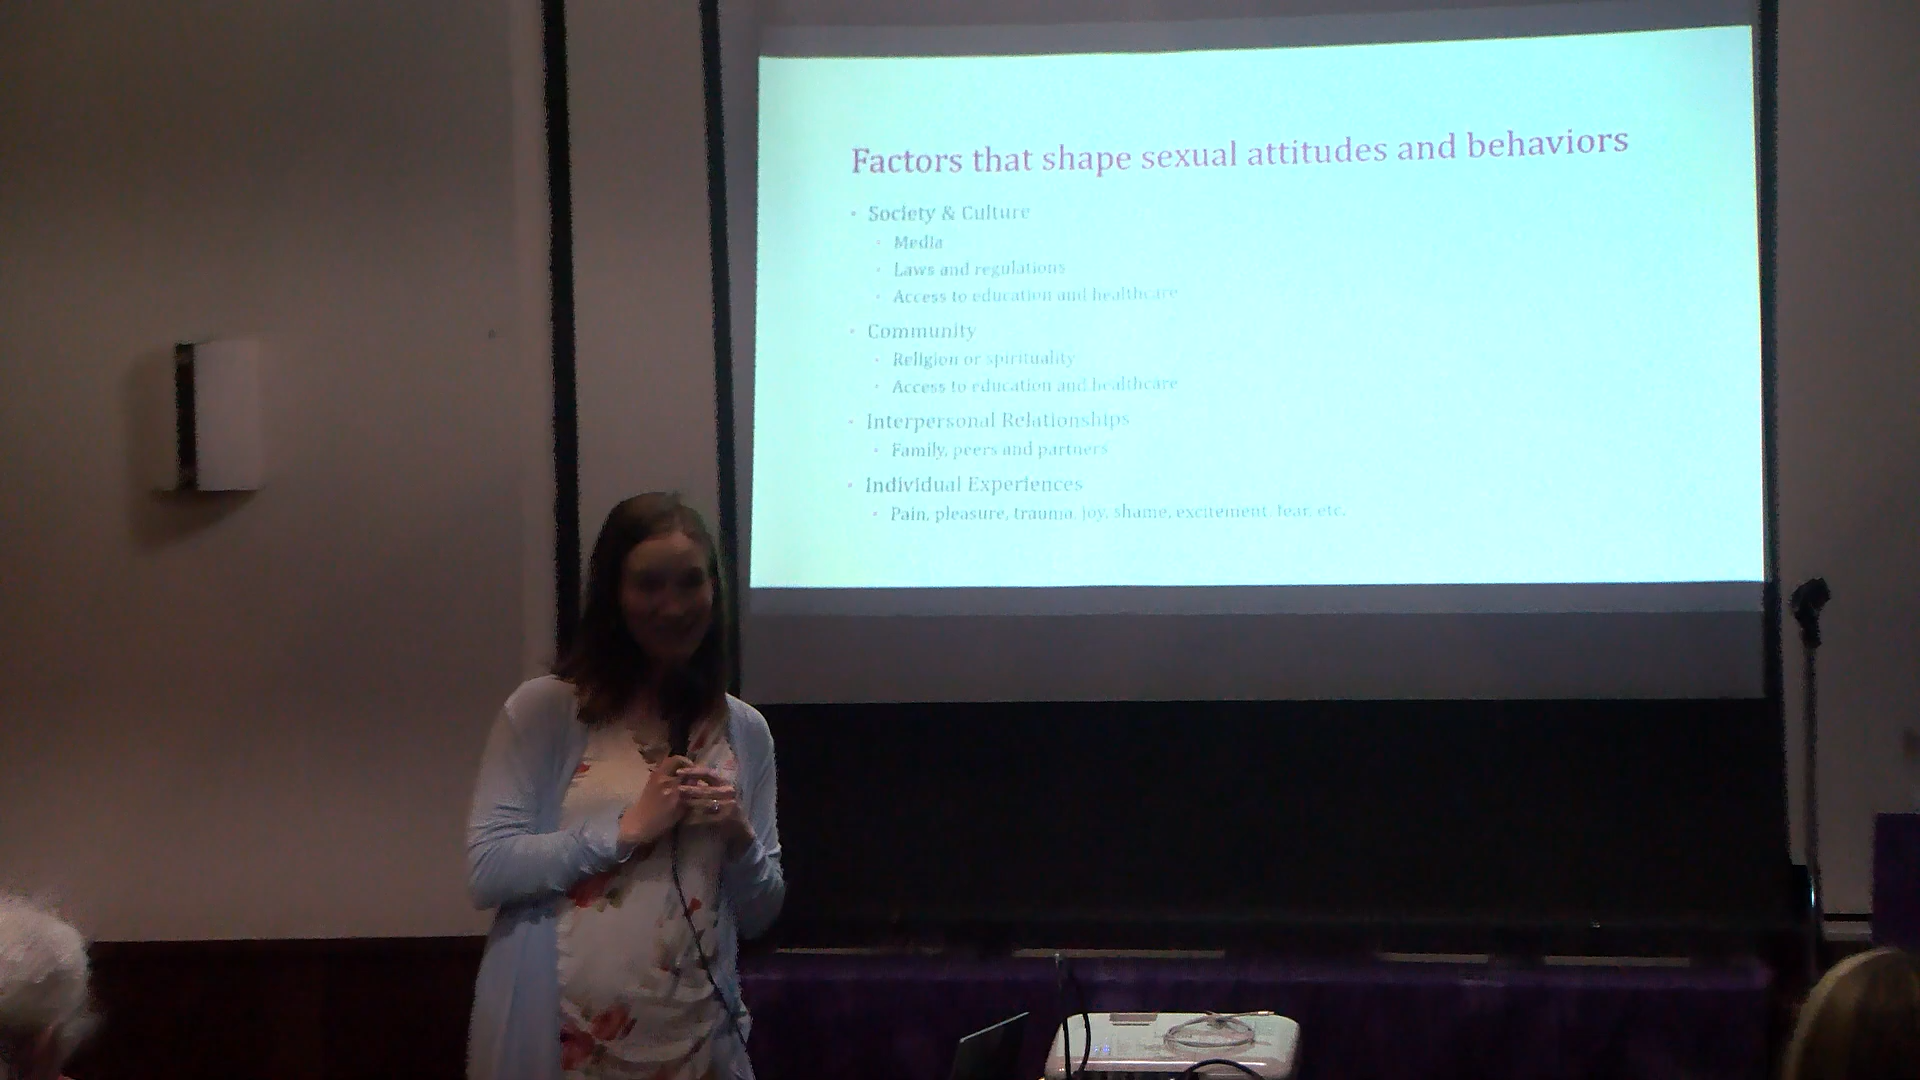 Factors that shape sexual attitudes and behaviors
• Society & Culture
• Media
• Laws and regulations
• Access to education and healthcare
• Community
• Religion or spirituality
• Access to education and healthcare
• Interpersonal Relationships
• Family, peers and partners
• Individual Experiences
• Pain, pleasure, trauma, joy, shame, excitement, fear, etc.